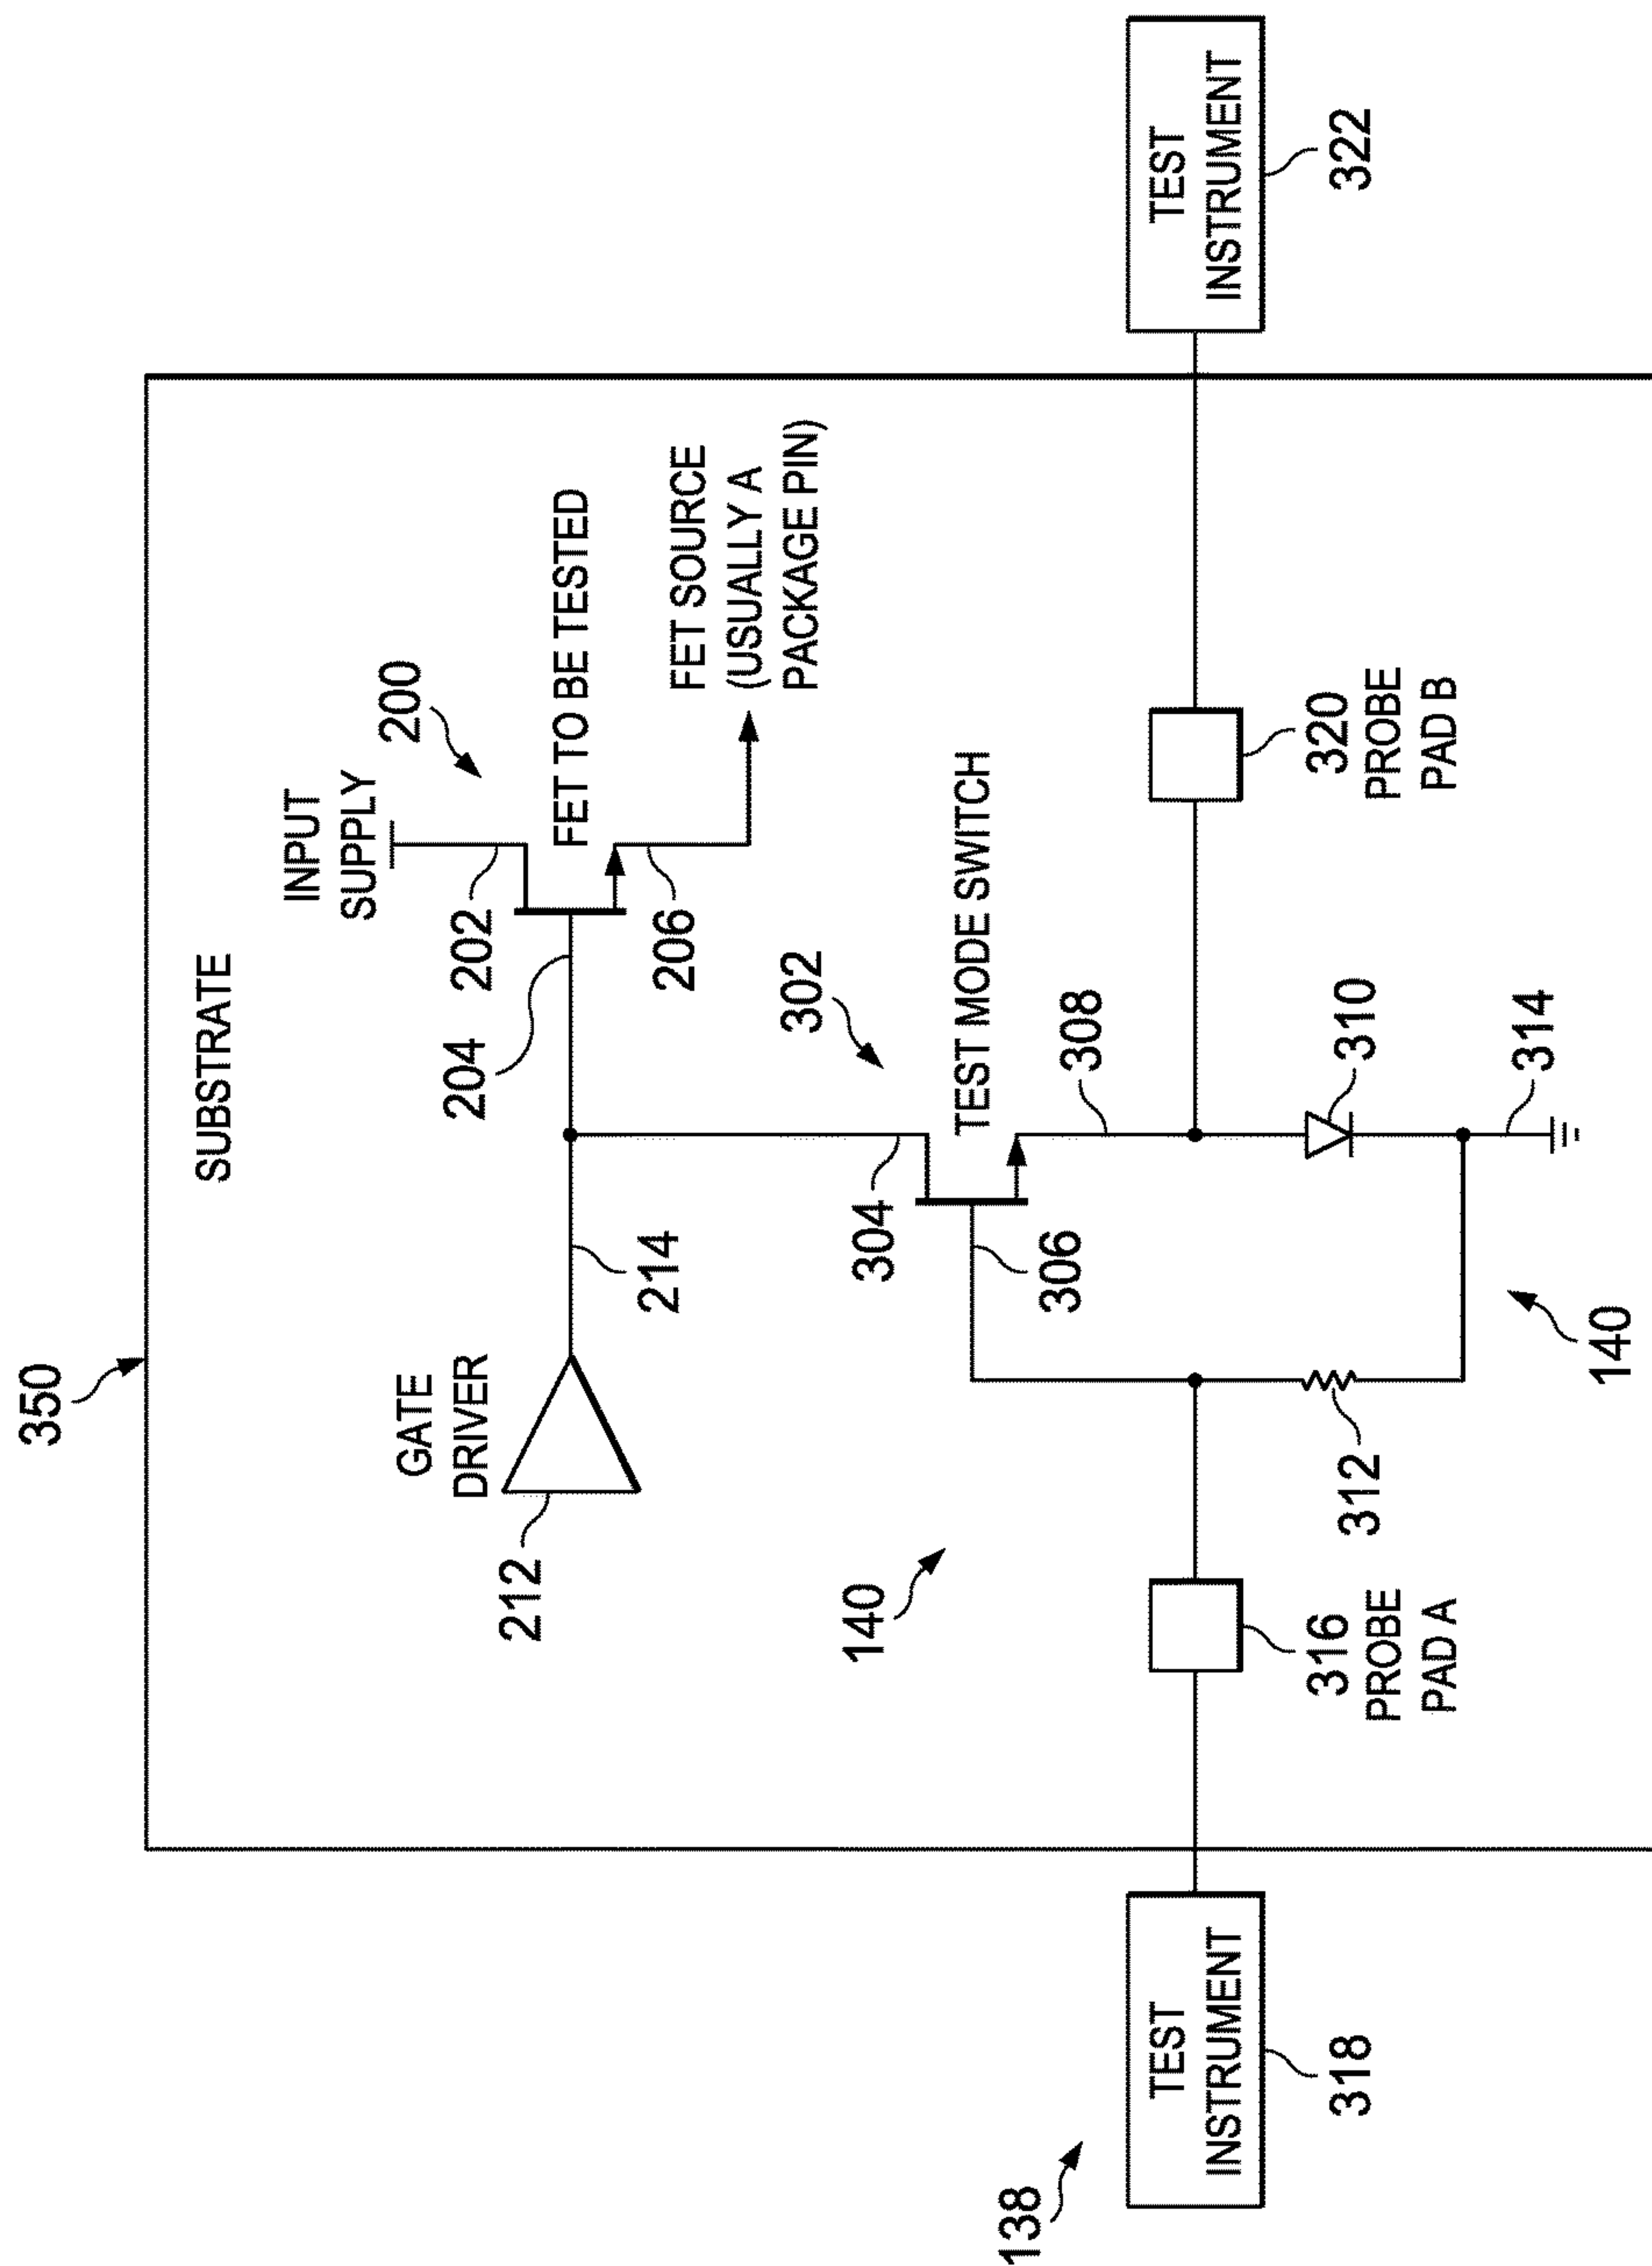 350
SUBSTRATE
INPUT
SUPPLY
200
202
FET TO BE TESTED
204
206
FET SOURCE
(USUALLY A
PACKAGE PIN)
GATE
DRIVER
212
214
302
304
TEST MODE SWITCH
306
308
140
138
TEST
INSTRUMENT
318
316
PROBE
PAD A
312
310
314
140
320
PROBE
PAD B
TEST
INSTRUMENT
322